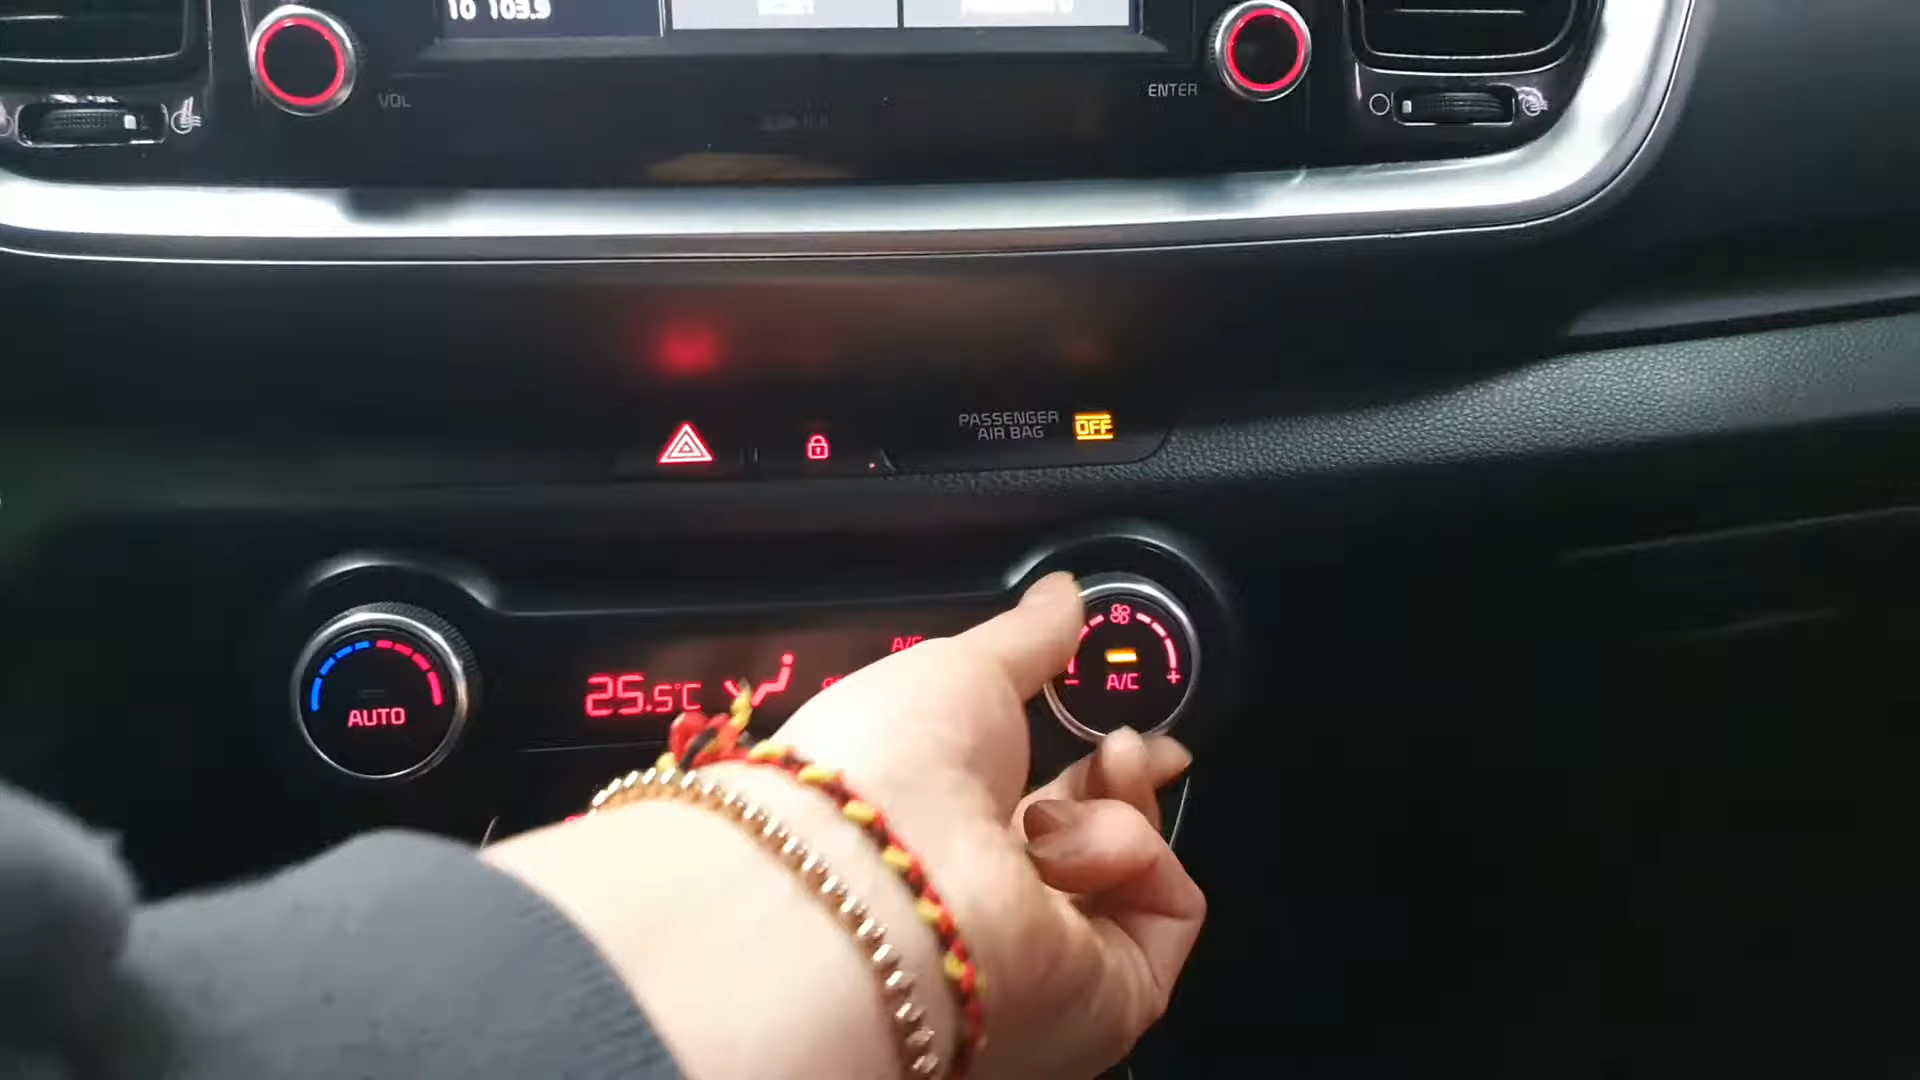 10 103.9
VOL
ENTER
PASSENGER
AIR BAG
OFF
A/C
25.5°C
AUTO
A/C
- +